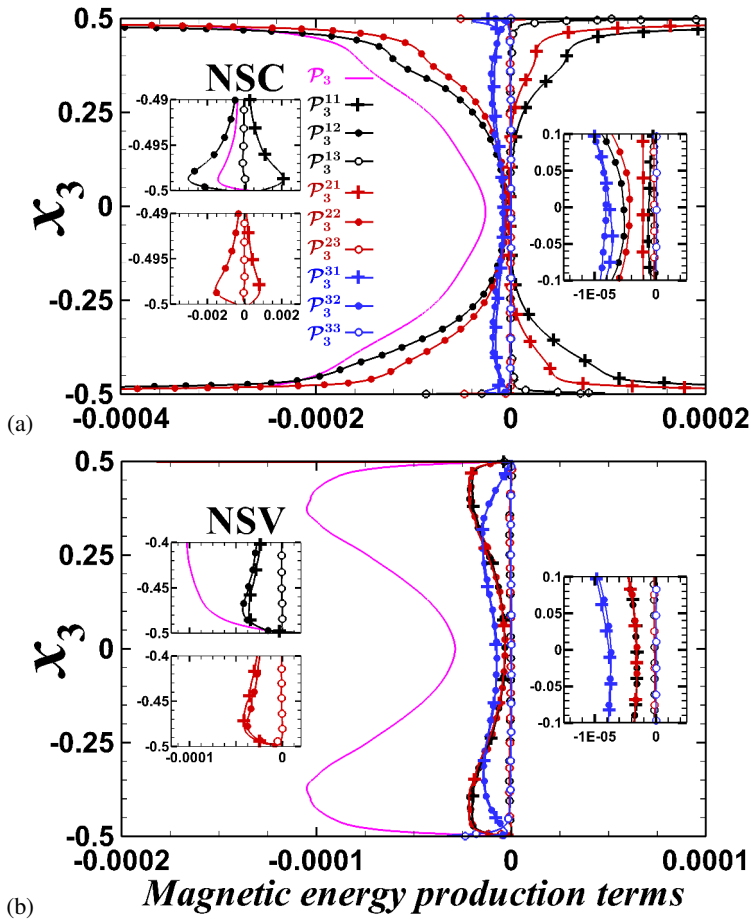 0.5
0.25
0
-0.25
-0.5
x3
NSC
-0.49
-0.495
-0.499
-0.5
-0.002
0
0.002
-0.49
-0.495
-0.5
-0.002
0
0.002
𝒫3
𝒫3^11
𝒫3^12
𝒫3^13
𝒫3^21
𝒫3^22
𝒫3^23
𝒫3^31
𝒫3^32
𝒫3^33
0.1
0.05
0
-0.05
-0.1
-1E-05
0
(a)
-0.0004
-0.0002
0
0.0002
0.5
0.25
0
-0.25
-0.5
x3
NSV
-0.4
-0.45
-0.5
-0.4
-0.45
-0.5
-0.0001
0
0.1
0.05
0
-0.05
-0.1
-1E-05
0
-0.0002
-0.0001
0
0.0001
(b)
Magnetic energy production terms